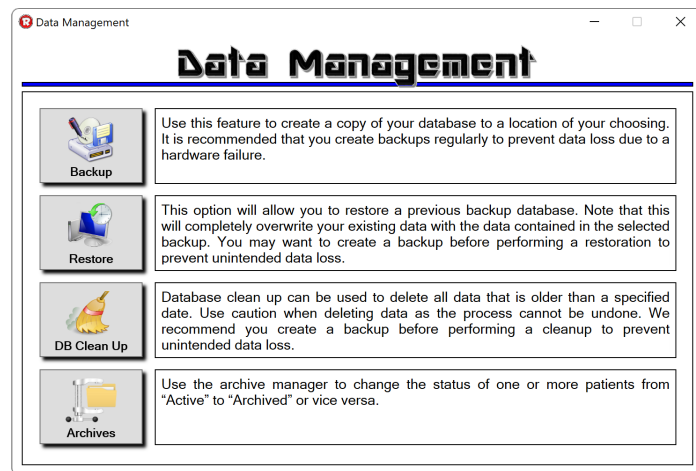 R Data Management
Data Management
Backup
Use this feature to create a copy of your database to a location of your choosing.
It is recommended that you create backups regularly to prevent data loss due to a
hardware failure.
Restore
This option will allow you to restore a previous backup database. Note that this
will completely overwrite your existing data with the data contained in the selected
backup. You may want to create a backup before performing a restoration to
prevent unintended data loss.
DB Clean Up
Database clean up can be used to delete all data that is older than a specified
date. Use caution when deleting data as the process cannot be undone. We
recommend you create a backup before performing a cleanup to prevent
unintended data loss.
Archives
Use the archive manager to change the status of one or more patients from
“Active” to “Archived” or vice versa.